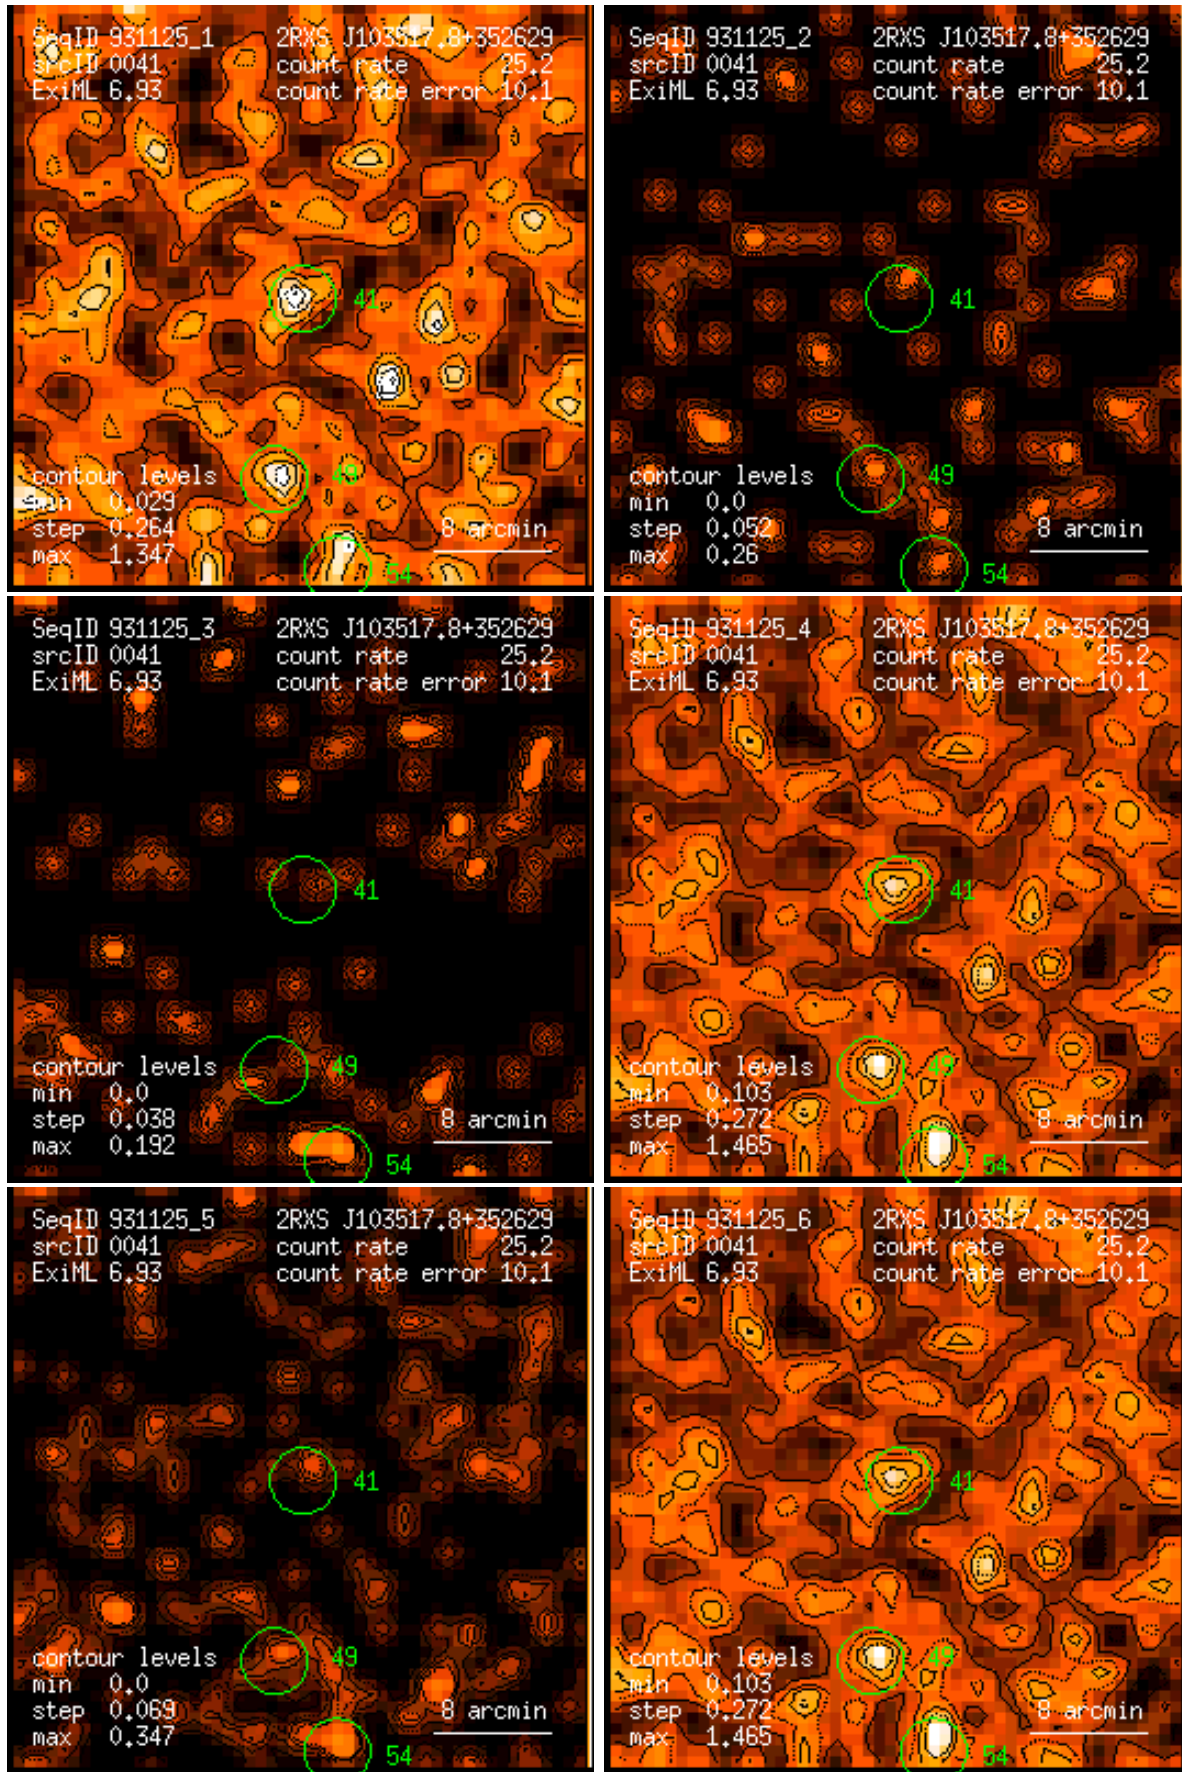 SeqID 931125_1 2RXS J103517.8+352629
srcID 0041 count rate 25.2
ExiML 6.93 count rate error 10.1
41
49
contour levels
min 0.029
step 0.264 8 arcmin
max 1.347
54
SeqID 931125_2 2RXS J103517.8+352629
srcID 0041 count rate 25.2
ExiML 6.93 count rate error 10.1
41
49
contour levels
min 0.0
step 0.052 8 arcmin
max 0.26
54
SeqID 931125_3 2RXS J103517.8+352629
srcID 0041 count rate 25.2
ExiML 6.93 count rate error 10.1
41
49
contour levels
min 0.0
step 0.038 8 arcmin
max 0.192
54
SeqID 931125_4 2RXS J103517.8+352629
srcID 0041 count rate 25.2
ExiML 6.93 count rate error 10.1
41
49
contour levels
min 0.103
step 0.272 8 arcmin
max 1.465
54
SeqID 931125_5 2RXS J103517.8+352629
srcID 0041 count rate 25.2
ExiML 6.93 count rate error 10.1
41
49
contour levels
min 0.0
step 0.069 8 arcmin
max 0.347
54
SeqID 931125_6 2RXS J103517.8+352629
srcID 0041 count rate 25.2
ExiML 6.93 count rate error 10.1
41
49
contour levels
min 0.103
step 0.272 8 arcmin
max 1.465
54